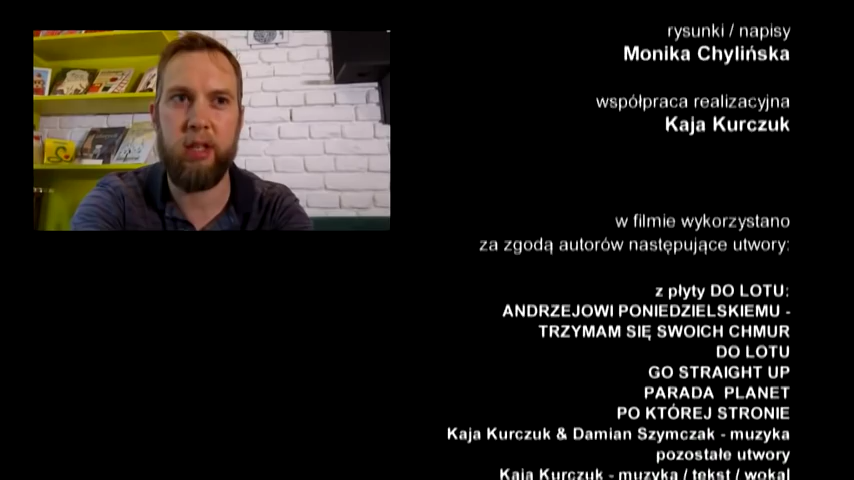 rysunki / napisy
Monika Chylińska
współpraca realizacyjna
Kaja Kurczuk
w filmie wykorzystano
za zgodą autorów następujące utwory:
z płyty DO LOTU:
ANDRZEJOWI PONIEDZIELSKIEMU -
TRZYMAM SIĘ SWOICH CHMUR
DO LOTU
GO STRAIGHT UP
PARADA PLANET
PO KTÓREJ STRONIE
Kaja Kurczuk & Damian Szymczak - muzyka
pozostałe utwory
Kaja Kurczuk - muzyka / tekst / wokal